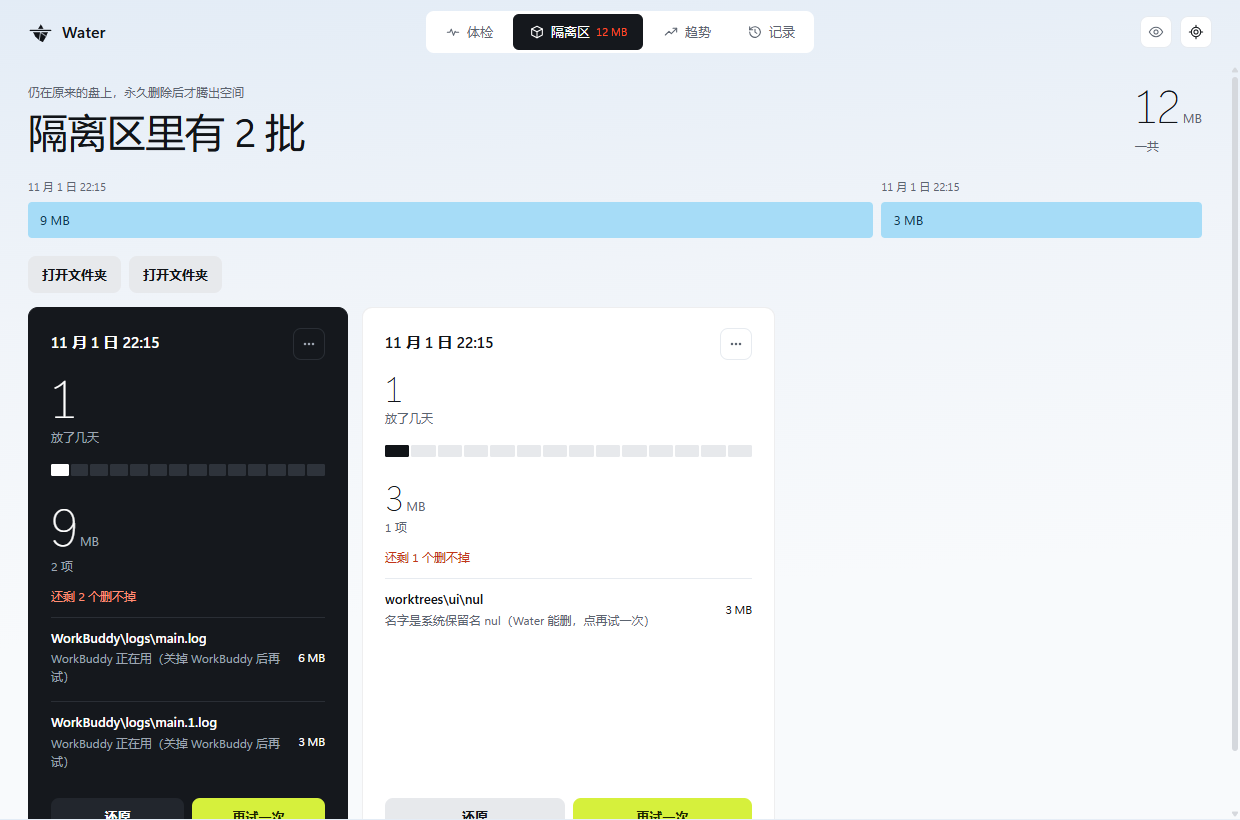 Water
体检
隔离区 12 MB
趋势
记录
仍在原来的盘上，永久删除后才腾出空间
隔离区里有 2 批
12 MB
一共
11 月 1 日 22:15
11 月 1 日 22:15
9 MB
3 MB
打开文件夹
打开文件夹
11 月 1 日 22:15
1
放了几天
9 MB
2 项
还剩 2 个删不掉
WorkBuddy\logs\main.log
WorkBuddy 正在用（关掉 WorkBuddy 后再
试）
6 MB
WorkBuddy\logs\main.1.log
WorkBuddy 正在用（关掉 WorkBuddy 后再
试）
3 MB
还原
再试一次
11 月 1 日 22:15
1
放了几天
3 MB
1 项
还剩 1 个删不掉
worktrees\ui\nul
名字是系统保留名 nul（Water 能删，点再试一次）
3 MB
还原
再试一次